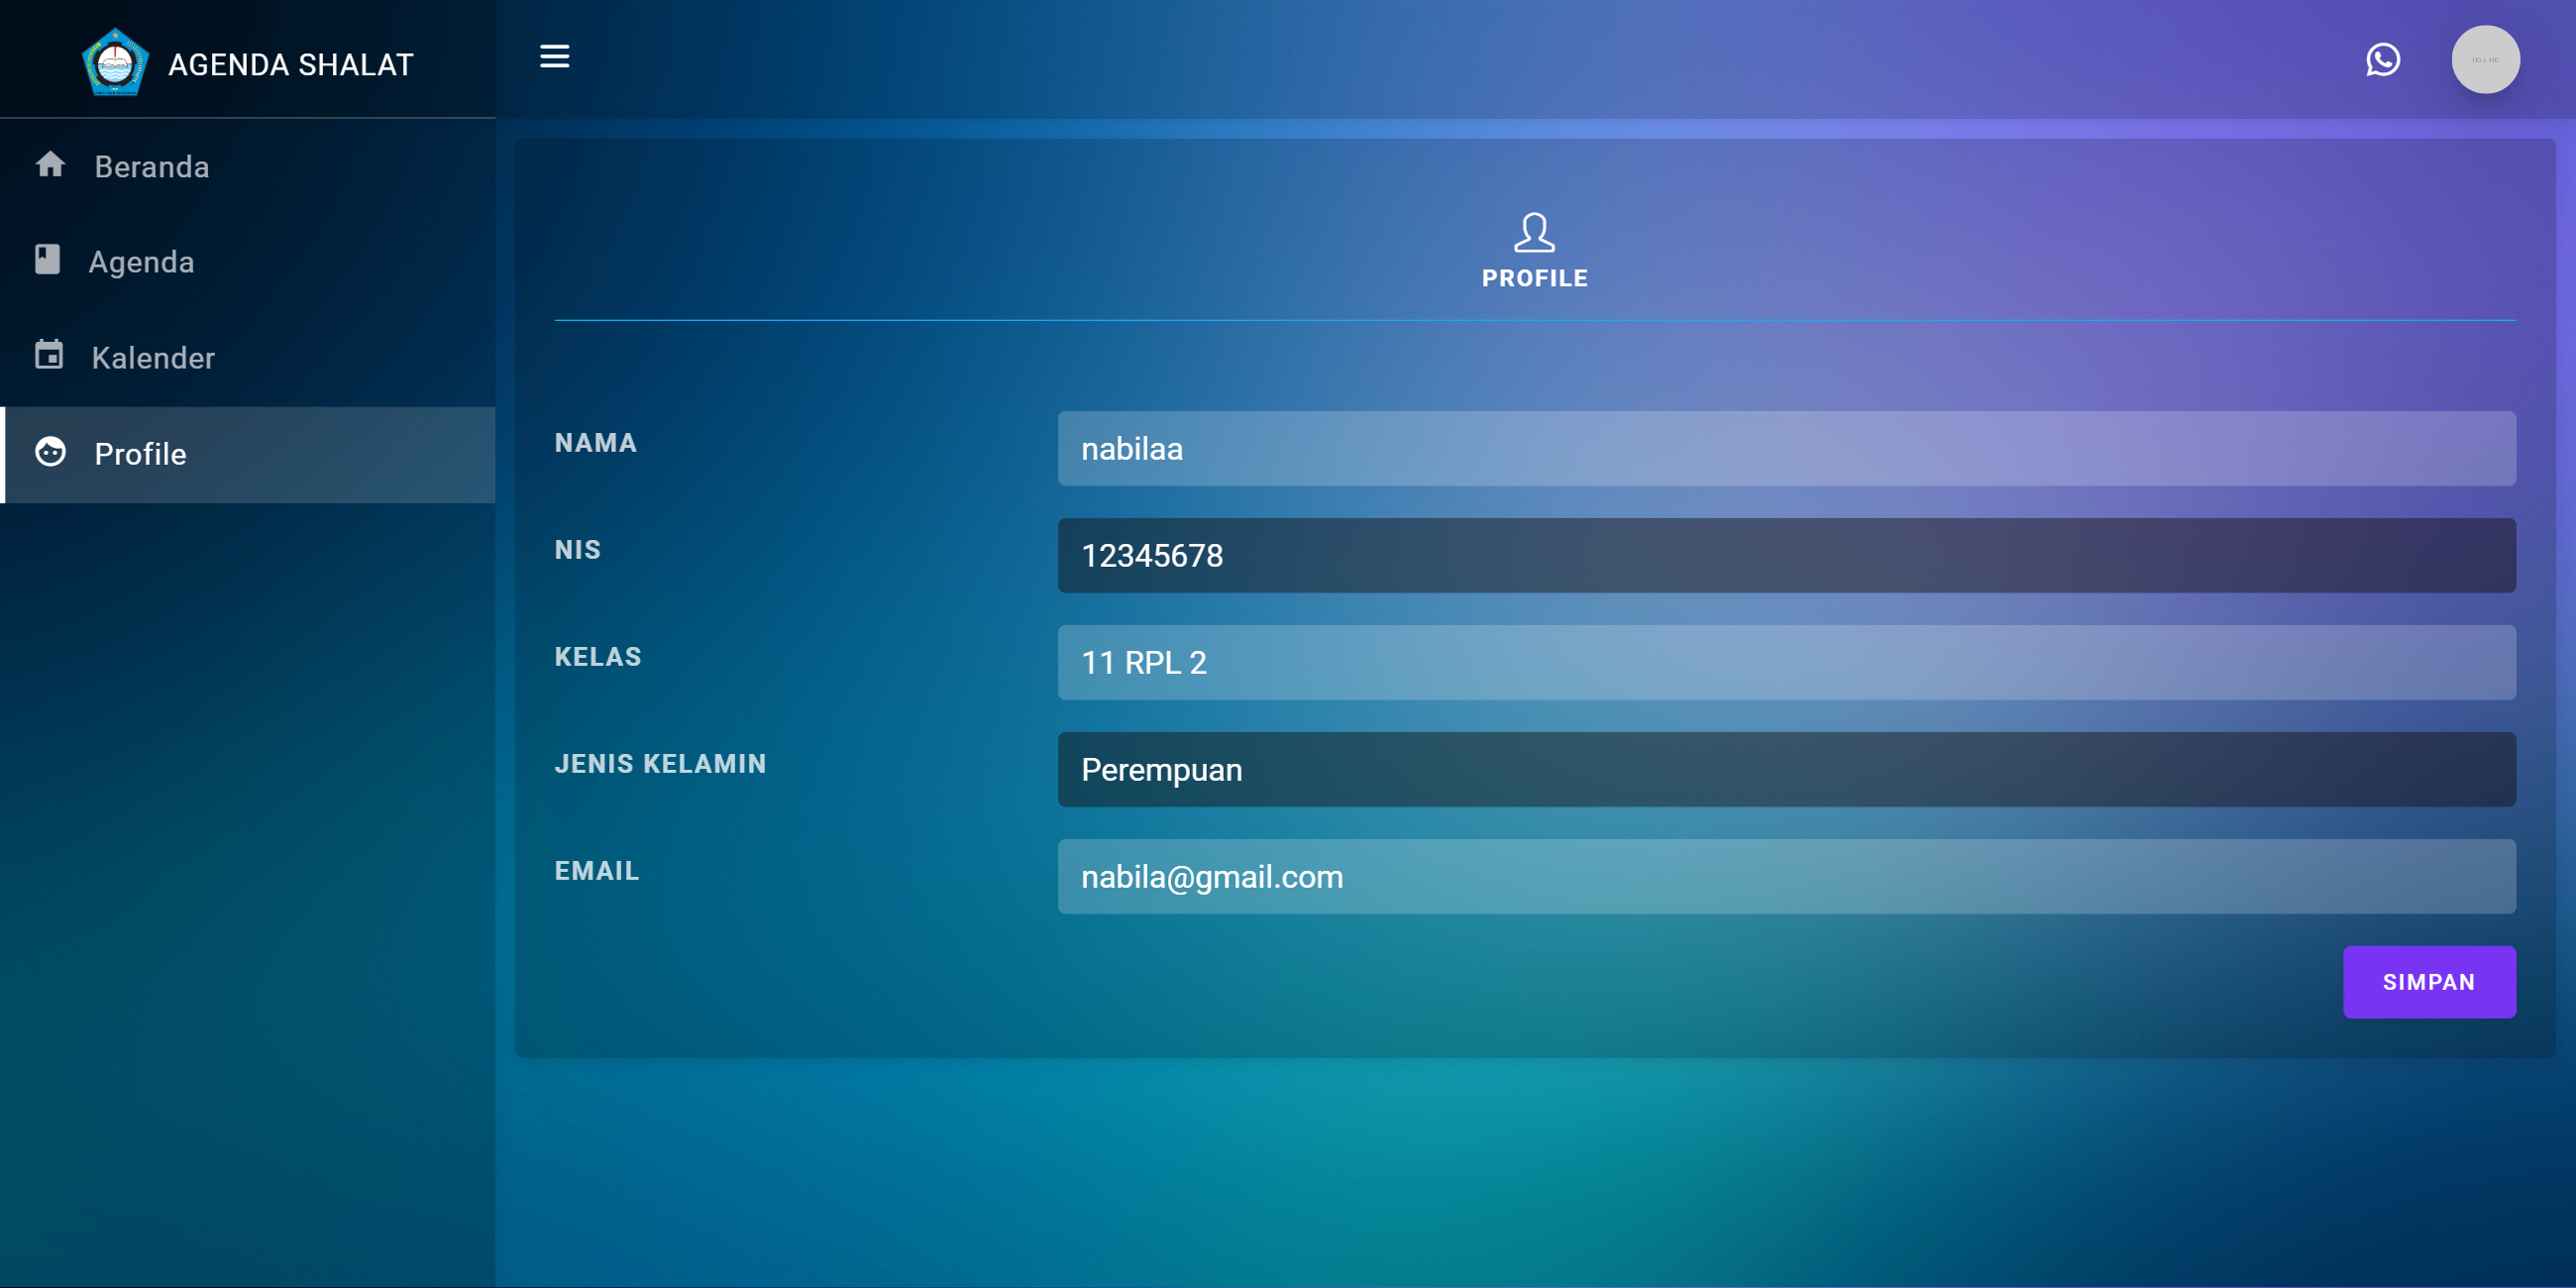 AGENDA SHALAT
Beranda
Agenda
Kalender
Profile
PROFILE
NAMA
nabilaa
NIS
12345678
KELAS
11 RPL 2
JENIS KELAMIN
Perempuan
EMAIL
nabila@gmail.com
SIMPAN